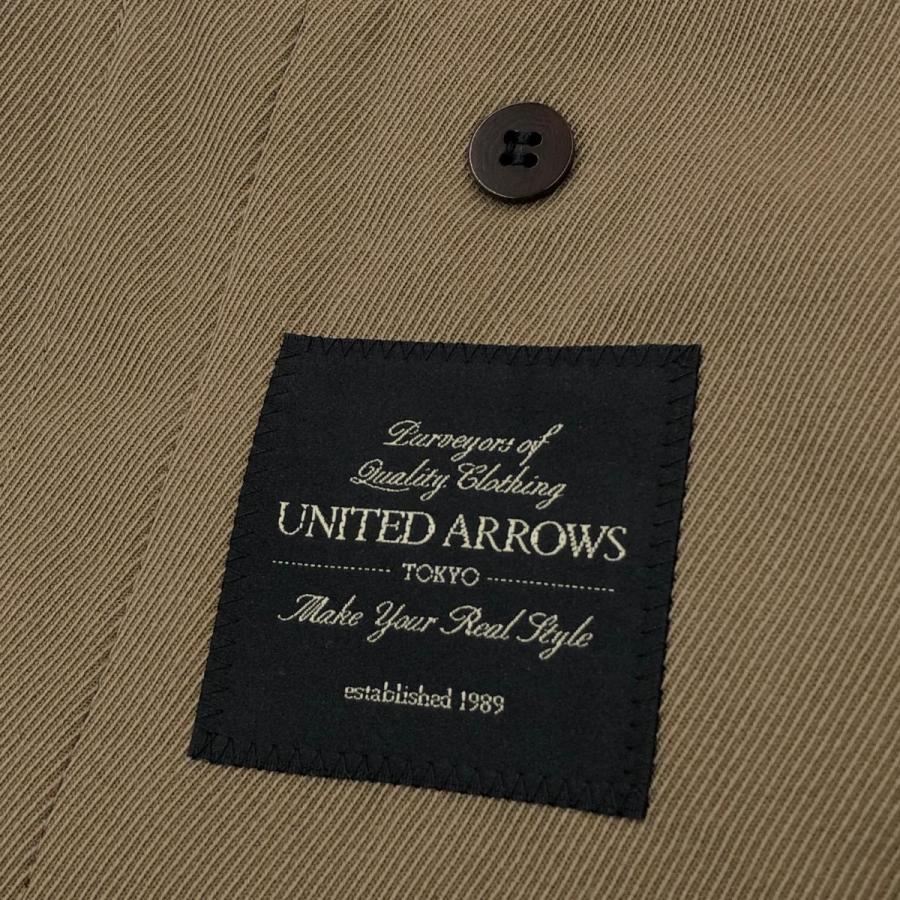 Purveyors of
Quality Clothing
UNITED ARROWS
TOKYO
Make Your Real Style
established 1989